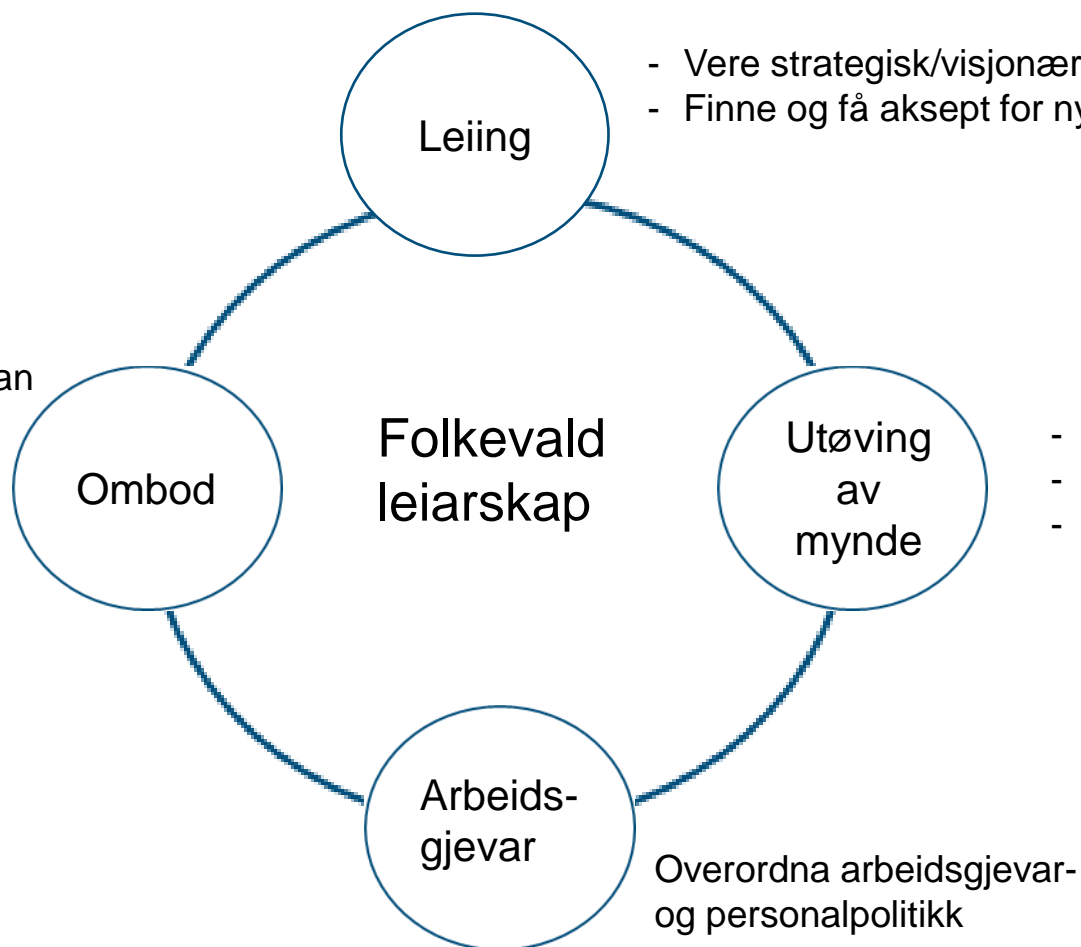 - Vere strategisk/visjonær
- Finne og få aksept for ny
Leiing
an
Ombod
Folkevald
leiarskap
Utøving
av
mynde
-
-
-
Arbeids-
gjevar
Overordna arbeidsgjevar-
og personalpolitikk